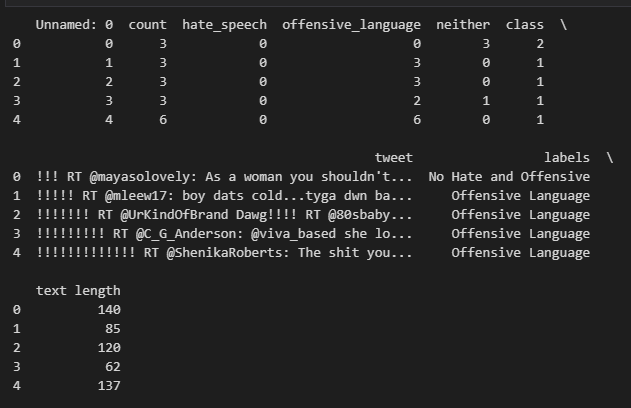 Unnamed: 0 count hate_speech offensive_language neither class \
0 0 3 0 0 3 2
1 1 3 0 3 0 1
2 2 3 0 3 0 1
3 3 3 0 2 1 1
4 4 6 0 6 0 1
tweet labels \
0 !!! RT @mayasolovely: As a woman you shouldn't... No Hate and Offensive
1 !!!!! RT @mleew17: boy dats cold...tyga dwn ba... Offensive Language
2 !!!!!!! RT @UrKindOfBrand Dawg!!!! RT @80sbaby... Offensive Language
3 !!!!!!!!! RT @C_G_Anderson: @viva_based she lo... Offensive Language
4 !!!!!!!!!!!!! RT @ShenikaRoberts: The shit you... Offensive Language
text length
0 140
1 85
2 120
3 62
4 137